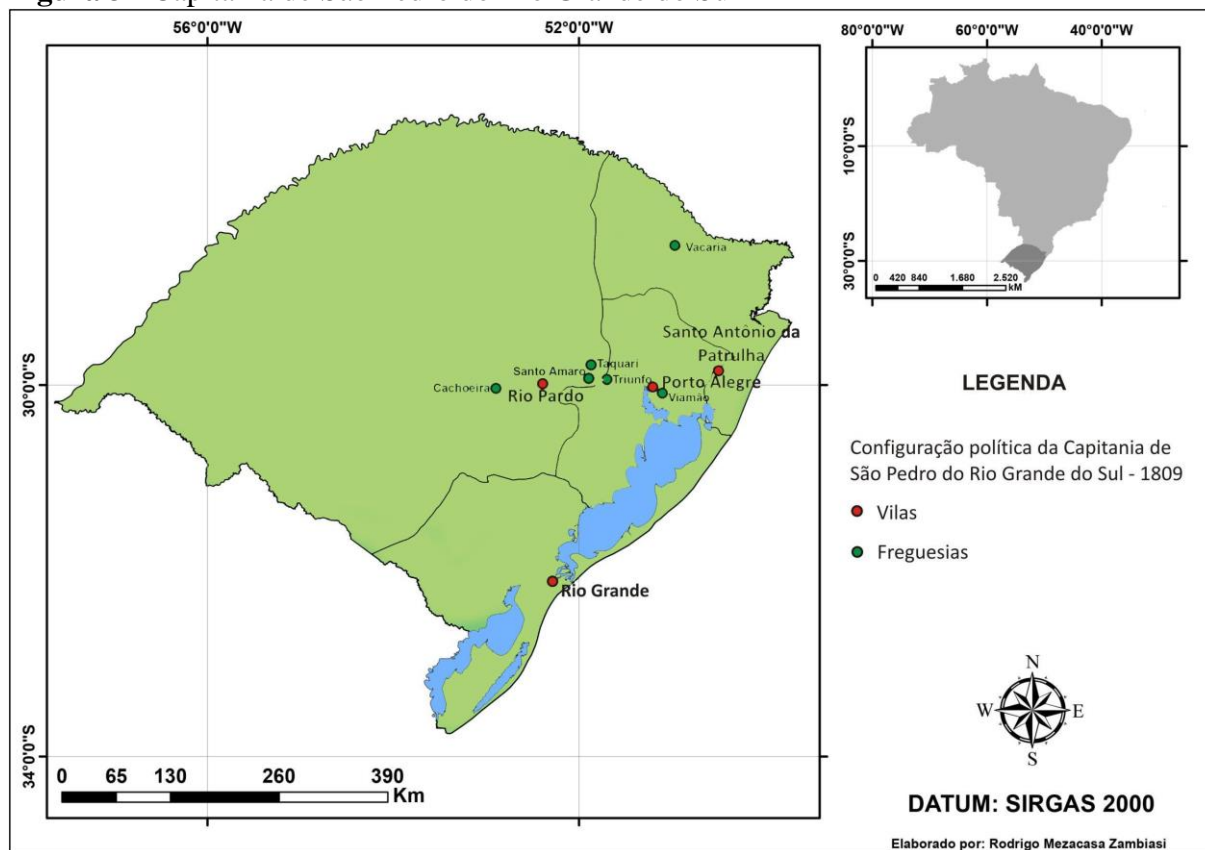 56°0'0"W
52°0'0"W
30°0'0"S
34°0'0"S
Vacaria
Santo Antônio da
Patrulha
Taquari
Santo Amaro
Triunfo
Porto Alegre
Cachoeira
Rio Pardo
Viamão
Rio Grande
0 65 130 260 390
Km
80°0'0"W 60°0'0"W 40°0'0"W
10°0'0"S
30°0'0"S
0 420 840 1.680 2.520
kM
LEGENDA
Configuração política da Capitania de
São Pedro do Rio Grande do Sul - 1809
Vilas
Freguesias
N
W E
S
DATUM: SIRGAS 2000
Elaborado por: Rodrigo Mezacasa Zambiasi